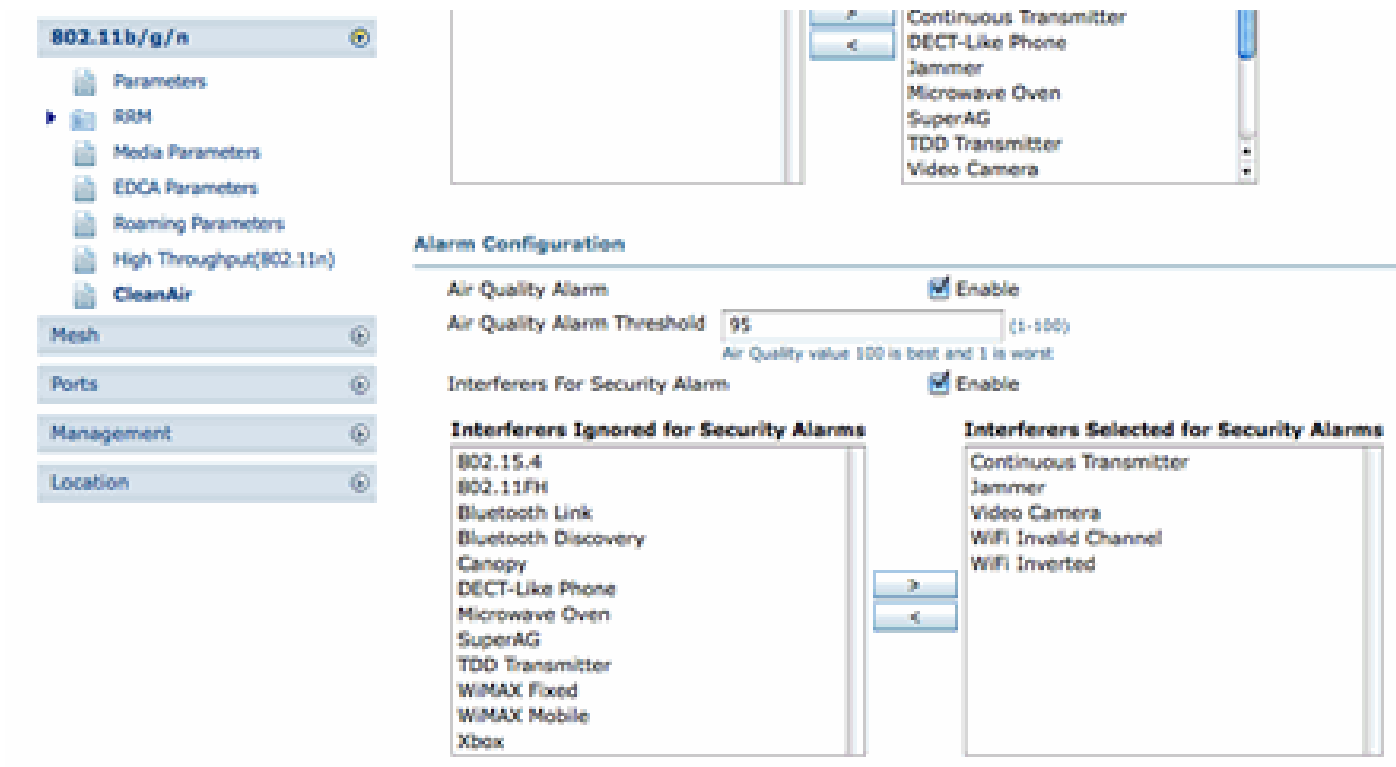 802.11b/g/n
Parameters
RRM
Media Parameters
EDCA Parameters
Roaming Parameters
High Throughput(802.11n)
CleanAir
Mesh
Ports
Management
Location
>
<
Continuous Transmitter
DECT-Like Phone
Jammer
Microwave Oven
SuperAG
TDD Transmitter
Video Camera
Alarm Configuration
Air Quality Alarm
Enable
Air Quality Alarm Threshold
95
(1-100)
Air Quality value 100 is best and 1 is worst
Interferers For Security Alarm
Enable
Interferers Ignored for Security Alarms
802.15.4
802.11FH
Bluetooth Link
Bluetooth Discovery
Canopy
DECT-Like Phone
Microwave Oven
SuperAG
TDD Transmitter
WiMAX Fixed
WiMAX Mobile
Xbox
>
<
Interferers Selected for Security Alarms
Continuous Transmitter
Jammer
Video Camera
WiFi Invalid Channel
WiFi Inverted